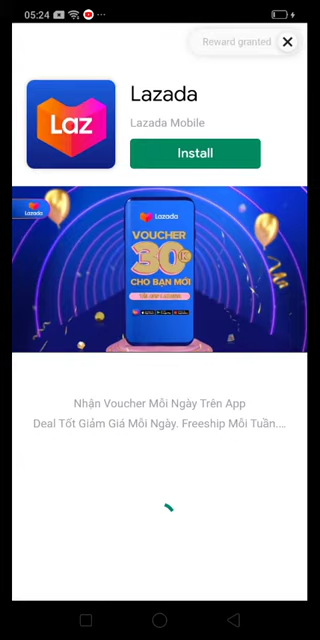 05:24
Reward granted
Lazada
Laz
Lazada Mobile
Install
Lazada
Lazada
VOUCHER
30K
CHO BẠN MỚI
Nhận Voucher Mỗi Ngày Trên App
Deal Tốt Giảm Giá Mỗi Ngày. Freeship Mỗi Tuần....